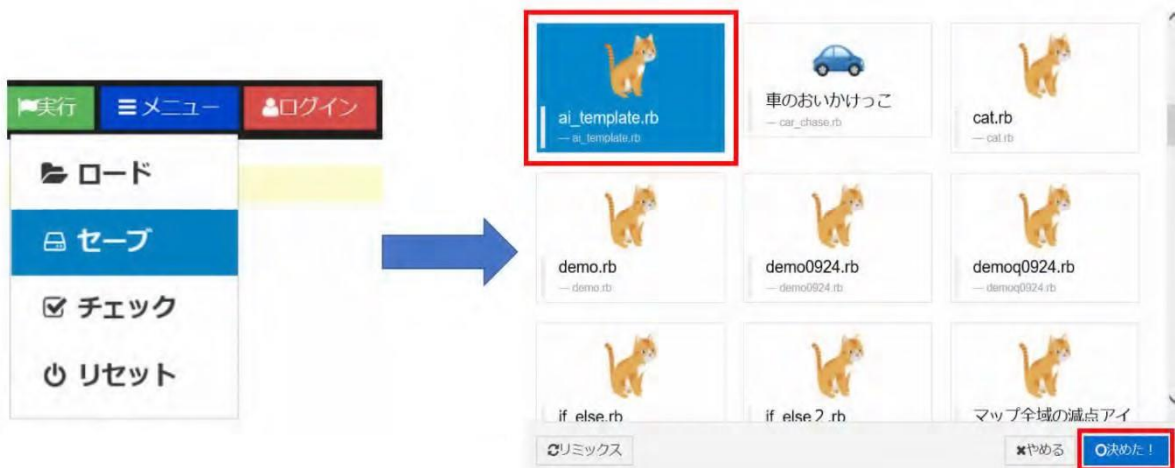 実行 メニュー ログイン
ロード
セーブ
チェック
リセット
ai_template.rb
— ai_template.rb
車のおいかけっこ
— car_chase.rb
cat.rb
— cat.rb
demo.rb
— demo.rb
demo0924.rb
— demo0924.rb
demoq0924.rb
— demoq0924.rb
if_else.rb
if_else２.rb
マップ全域の減点アイ
リミックス
やめる
決めた！